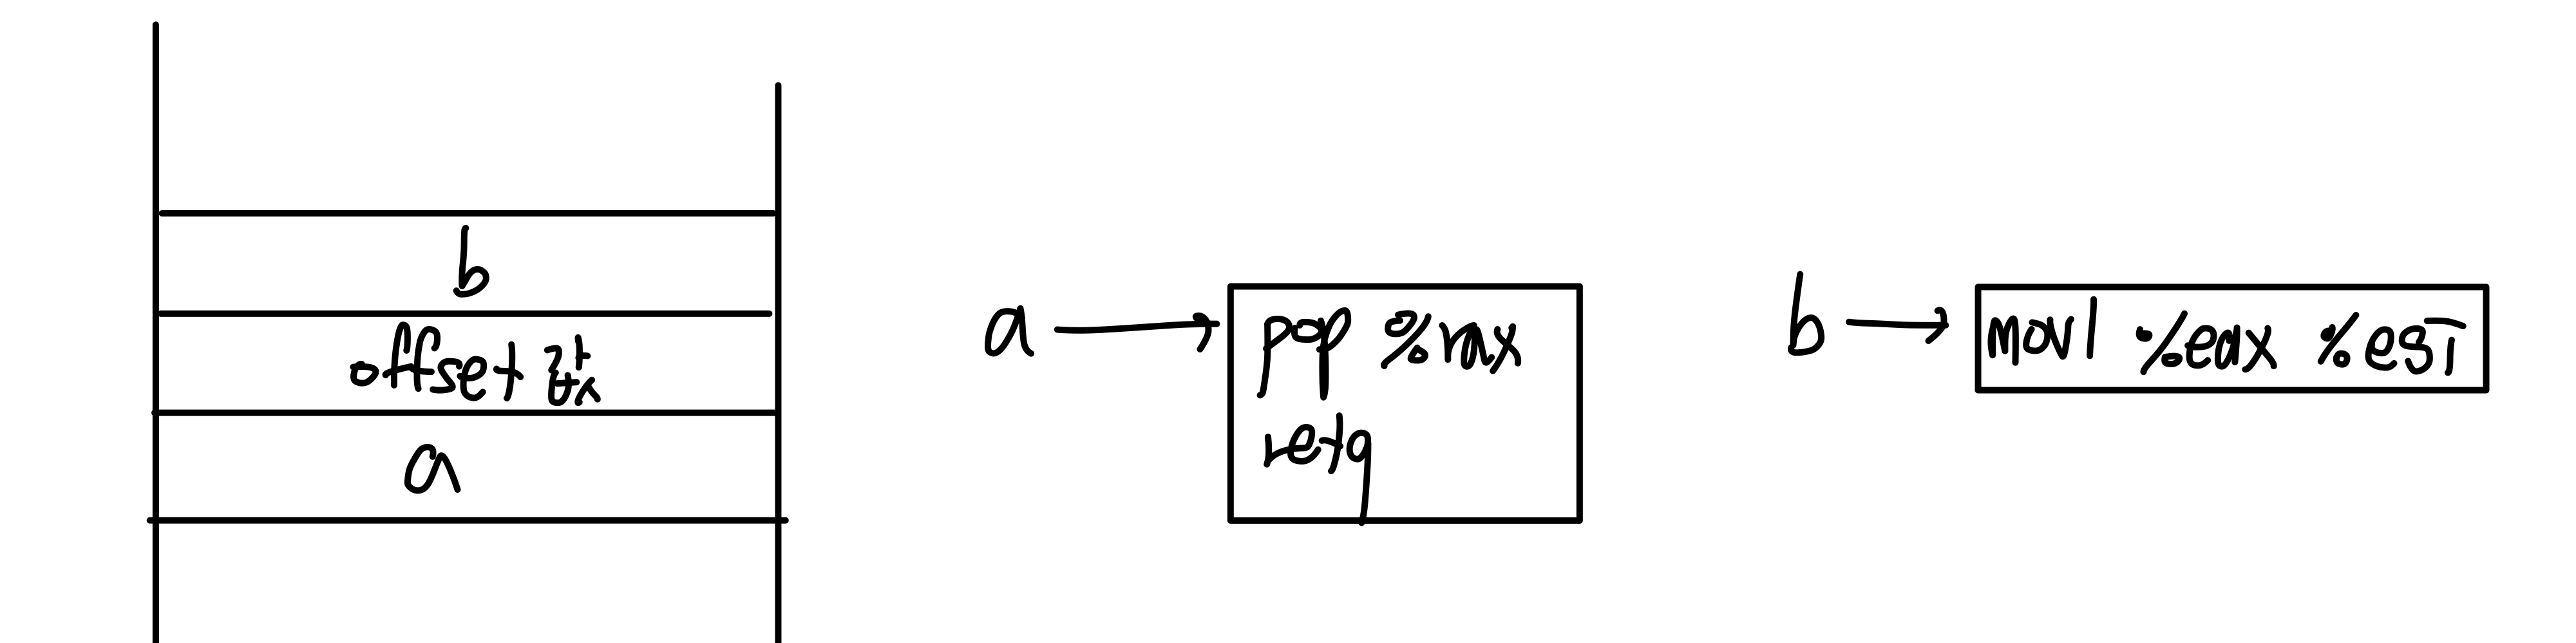 b
offset 값
a
a
pop %rax
retq
b
movl %eax %esi